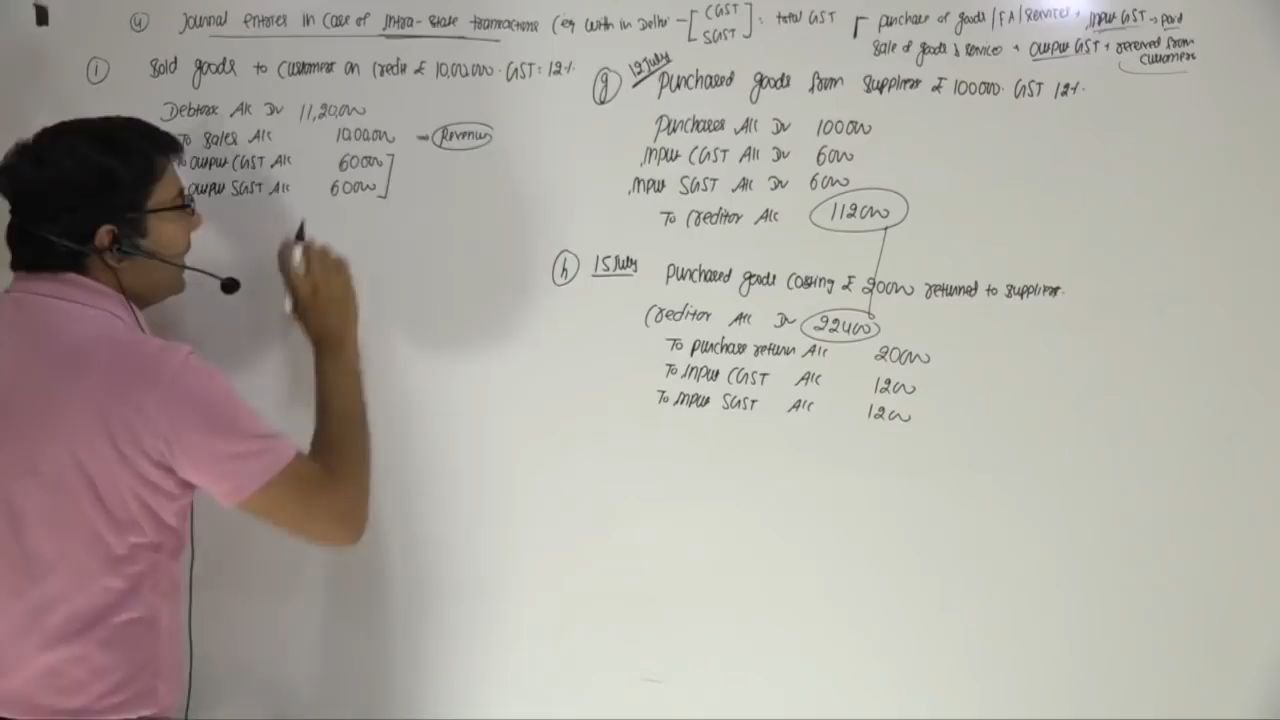 ④ Journal entries in case of Intra-state transactions (eg within Delhi - [ CGST SGST ] = total GST
purchase of goods / FA / services, Input GST → paid
sale of goods & services + output GST + received from customer
① Sold goods to customer on credit ₹ 10,00,000. GST = 12%
Debtors A/c Dr 11,20,000
To sales A/c 10,00,000 → Revenue
To output CGST A/c 60000
output SGST A/c 60000
g) 12 July Purchased goods from supplier ₹ 100000. GST 12%.
Purchases A/c Dr 100000
Input CGST A/c Dr 6000
Input SGST A/c Dr 6000
To creditor A/c 112000
h) 15 July Purchased goods costing ₹ 20000 returned to supplier.
Creditor A/c Dr 22400
To purchase return A/c 20000
To Input CGST A/c 1200
To Input SGST A/c 1200